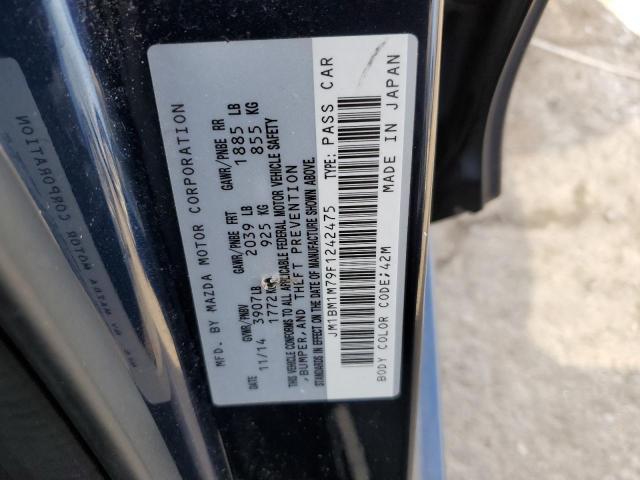 MFD. BY MAZDA MOTOR CORPORATION
DATE GVWR/PNBV GAWR/PNBE FRT GAWR/PNBE RR
11/14 3907LB 2039 LB 1885 LB
1772KG 925 KG 855 KG
THIS VEHICLE CONFORMS TO ALL APPLICABLE FEDERAL MOTOR VEHICLE SAFETY
,BUMPER,AND THEFT PREVENTION
STANDARDS IN EFFECT ON THE DATE OF MANUFACTURE SHOWN ABOVE.
JM1BM1M79F1242475 TYPE: PASS CAR
BODY COLOR CODE;42M MADE IN JAPAN
CORPORATION